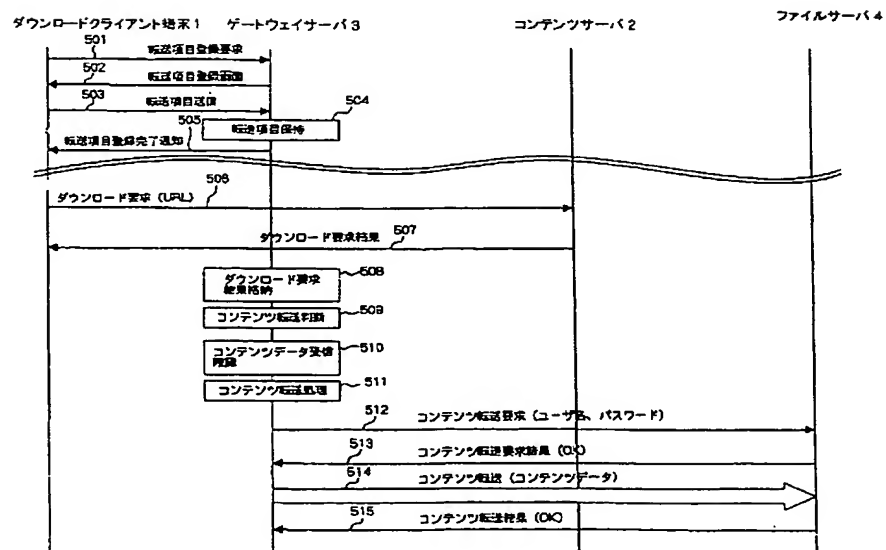 ダウンロードクライアント端末1
ゲートウェイサーバ3
コンテンツサーバ2
ファイルサーバ4
501
転送項目登録要求
502
転送項目登録画面
503
転送項目送信
504
転送項目保持
505
転送項目登録完了通知
506
ダウンロード要求 (URL)
507
ダウンロード要求結果
508
ダウンロード要求
結果格納
509
コンテンツ転送判断
510
コンテンツデータ受信
511
コンテンツ転送処理
512
コンテンツ転送要求 (ユーザ名、パスワード)
513
コンテンツ転送要求結果 (OK)
514
コンテンツ転送 (コンテンツデータ)
515
コンテンツ転送結果 (OK)